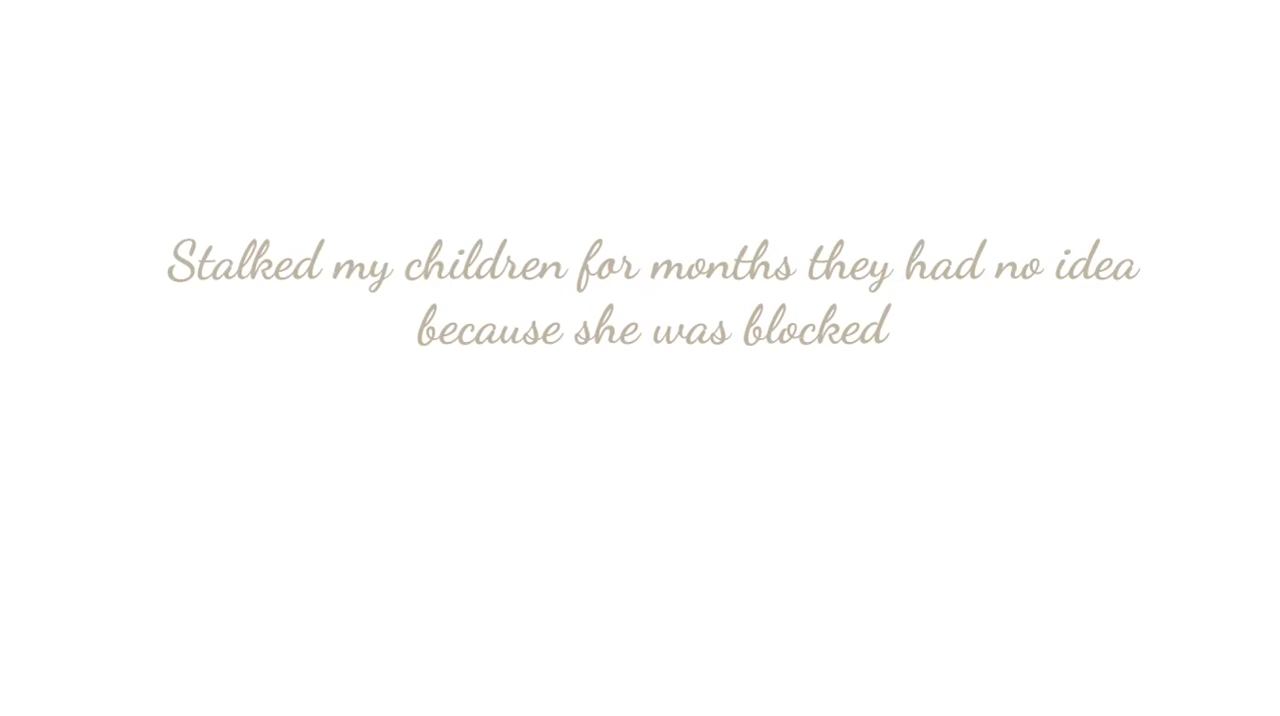 Stalked my children for months they had no idea
because she was blocked